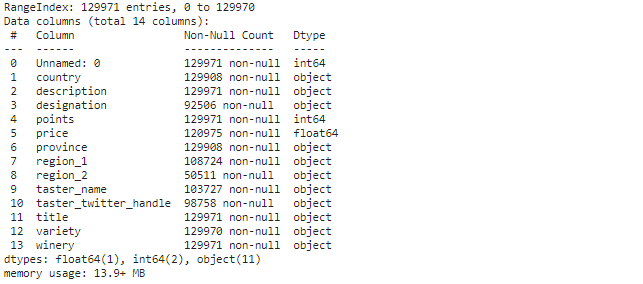 RangeIndex: 129971 entries, 0 to 129970
Data columns (total 14 columns):
 #   Column                 Non-Null Count   Dtype
---  ------                 --------------   -----
 0   Unnamed: 0             129971 non-null  int64
 1   country                129908 non-null  object
 2   description            129971 non-null  object
 3   designation            92506 non-null   object
 4   points                 129971 non-null  int64
 5   price                  120975 non-null  float64
 6   province               129908 non-null  object
 7   region_1               108724 non-null  object
 8   region_2               50511 non-null   object
 9   taster_name            103727 non-null  object
 10  taster_twitter_handle  98758 non-null   object
 11  title                  129971 non-null  object
 12  variety                129970 non-null  object
 13  winery                 129971 non-null  object
dtypes: float64(1), int64(2), object(11)
memory usage: 13.9+ MB